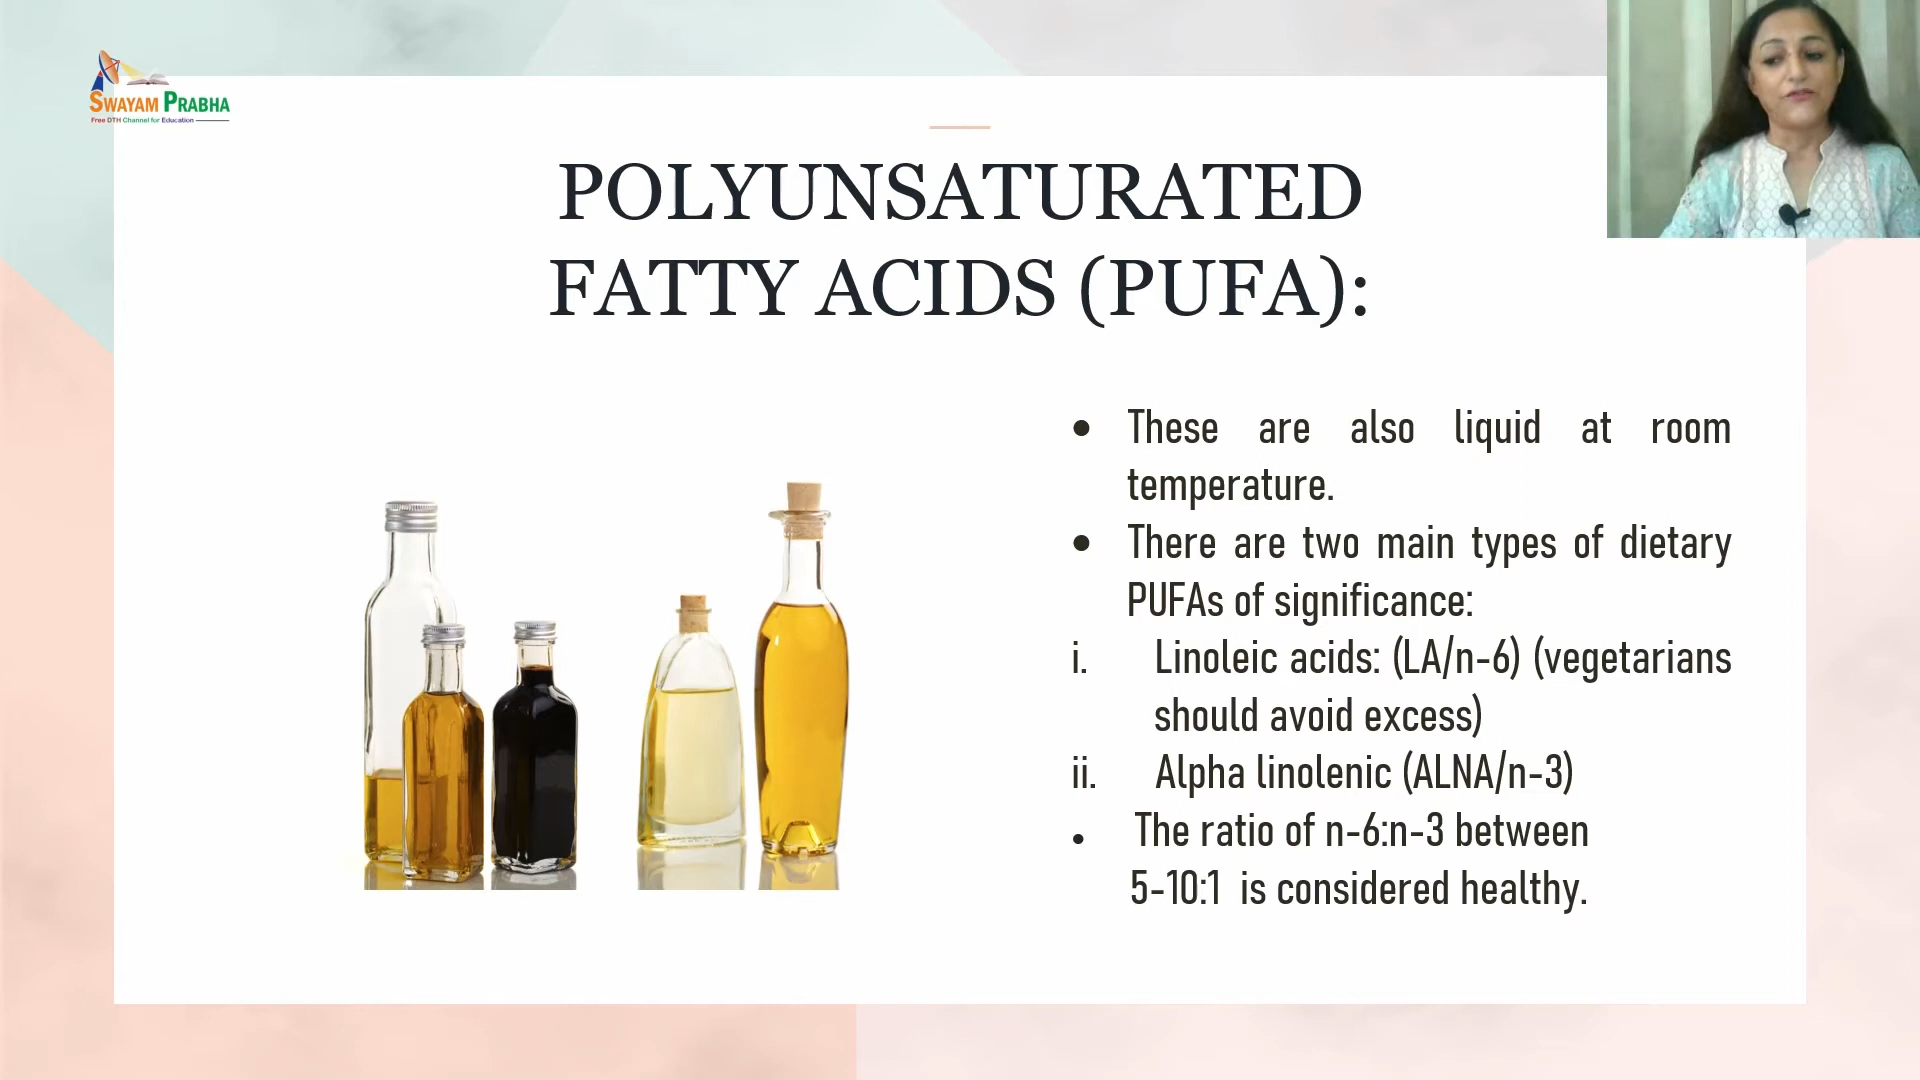 SWAYAM PRABHA
Free DTH Channel for Education
POLYUNSATURATED
FATTY ACIDS (PUFA):
• These are also liquid at room
temperature.
• There are two main types of dietary
PUFAs of significance:
i. Linoleic acids: (LA/n-6) (vegetarians
should avoid excess)
ii. Alpha linolenic (ALNA/n-3)
• The ratio of n-6:n-3 between
5-10:1 is considered healthy.